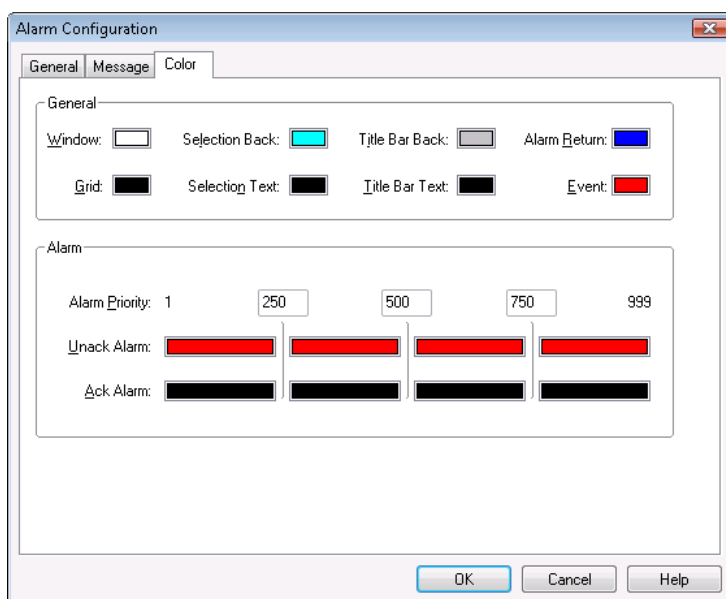 Alarm Configuration
General Message Color
General
Window: Selection Back: Title Bar Back: Alarm Return:
Grid: Selection Text: Title Bar Text: Event:
Alarm
Alarm Priority: 1 250 500 750 999
Unack Alarm:
Ack Alarm:
OK Cancel Help